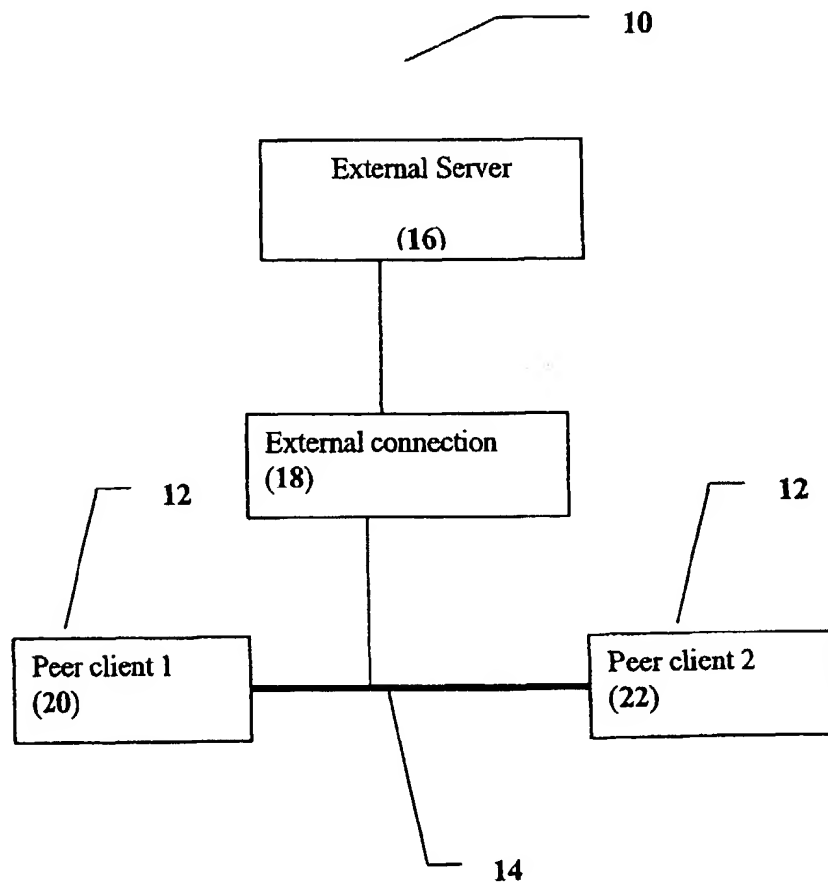 10
External Server
(16)
External connection
(18)
12
12
Peer client 1
(20)
Peer client 2
(22)
14